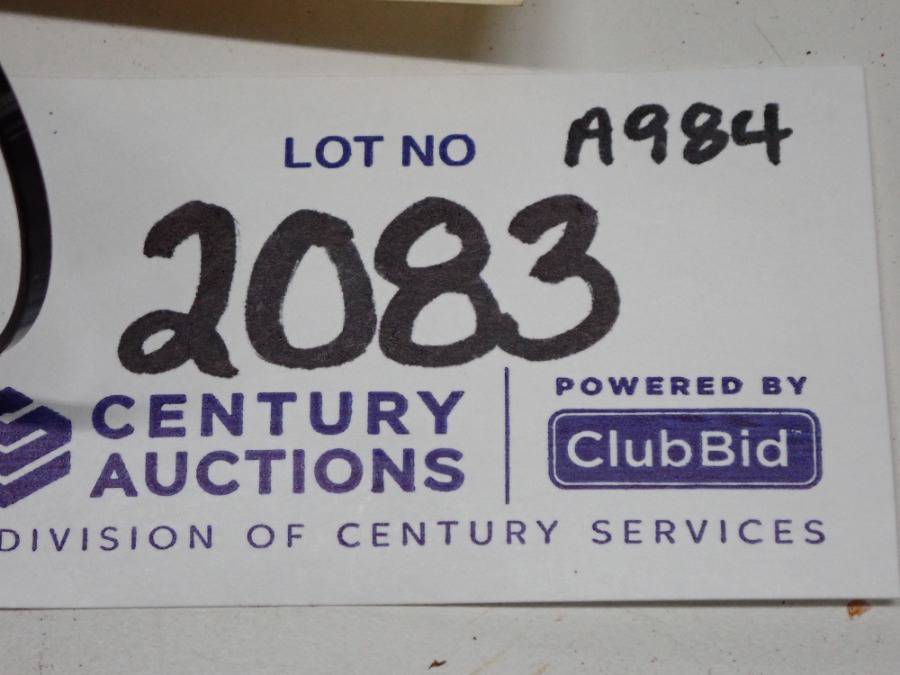 LOT NO A984
2083
CENTURY AUCTIONS
POWERED BY
ClubBid
DIVISION OF CENTURY SERVICES